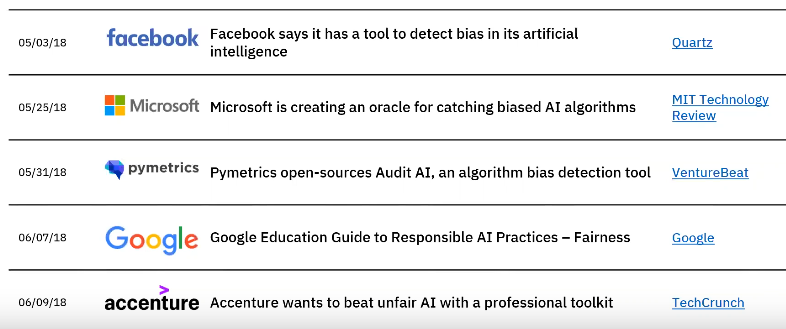 05/03/18 facebook Facebook says it has a tool to detect bias in its artificial intelligence Quartz
05/25/18 Microsoft Microsoft is creating an oracle for catching biased AI algorithms MIT Technology Review
05/31/18 pymetrics Pymetrics open-sources Audit AI, an algorithm bias detection tool VentureBeat
06/07/18 Google Google Education Guide to Responsible AI Practices – Fairness Google
06/09/18 accenture Accenture wants to beat unfair AI with a professional toolkit TechCrunch